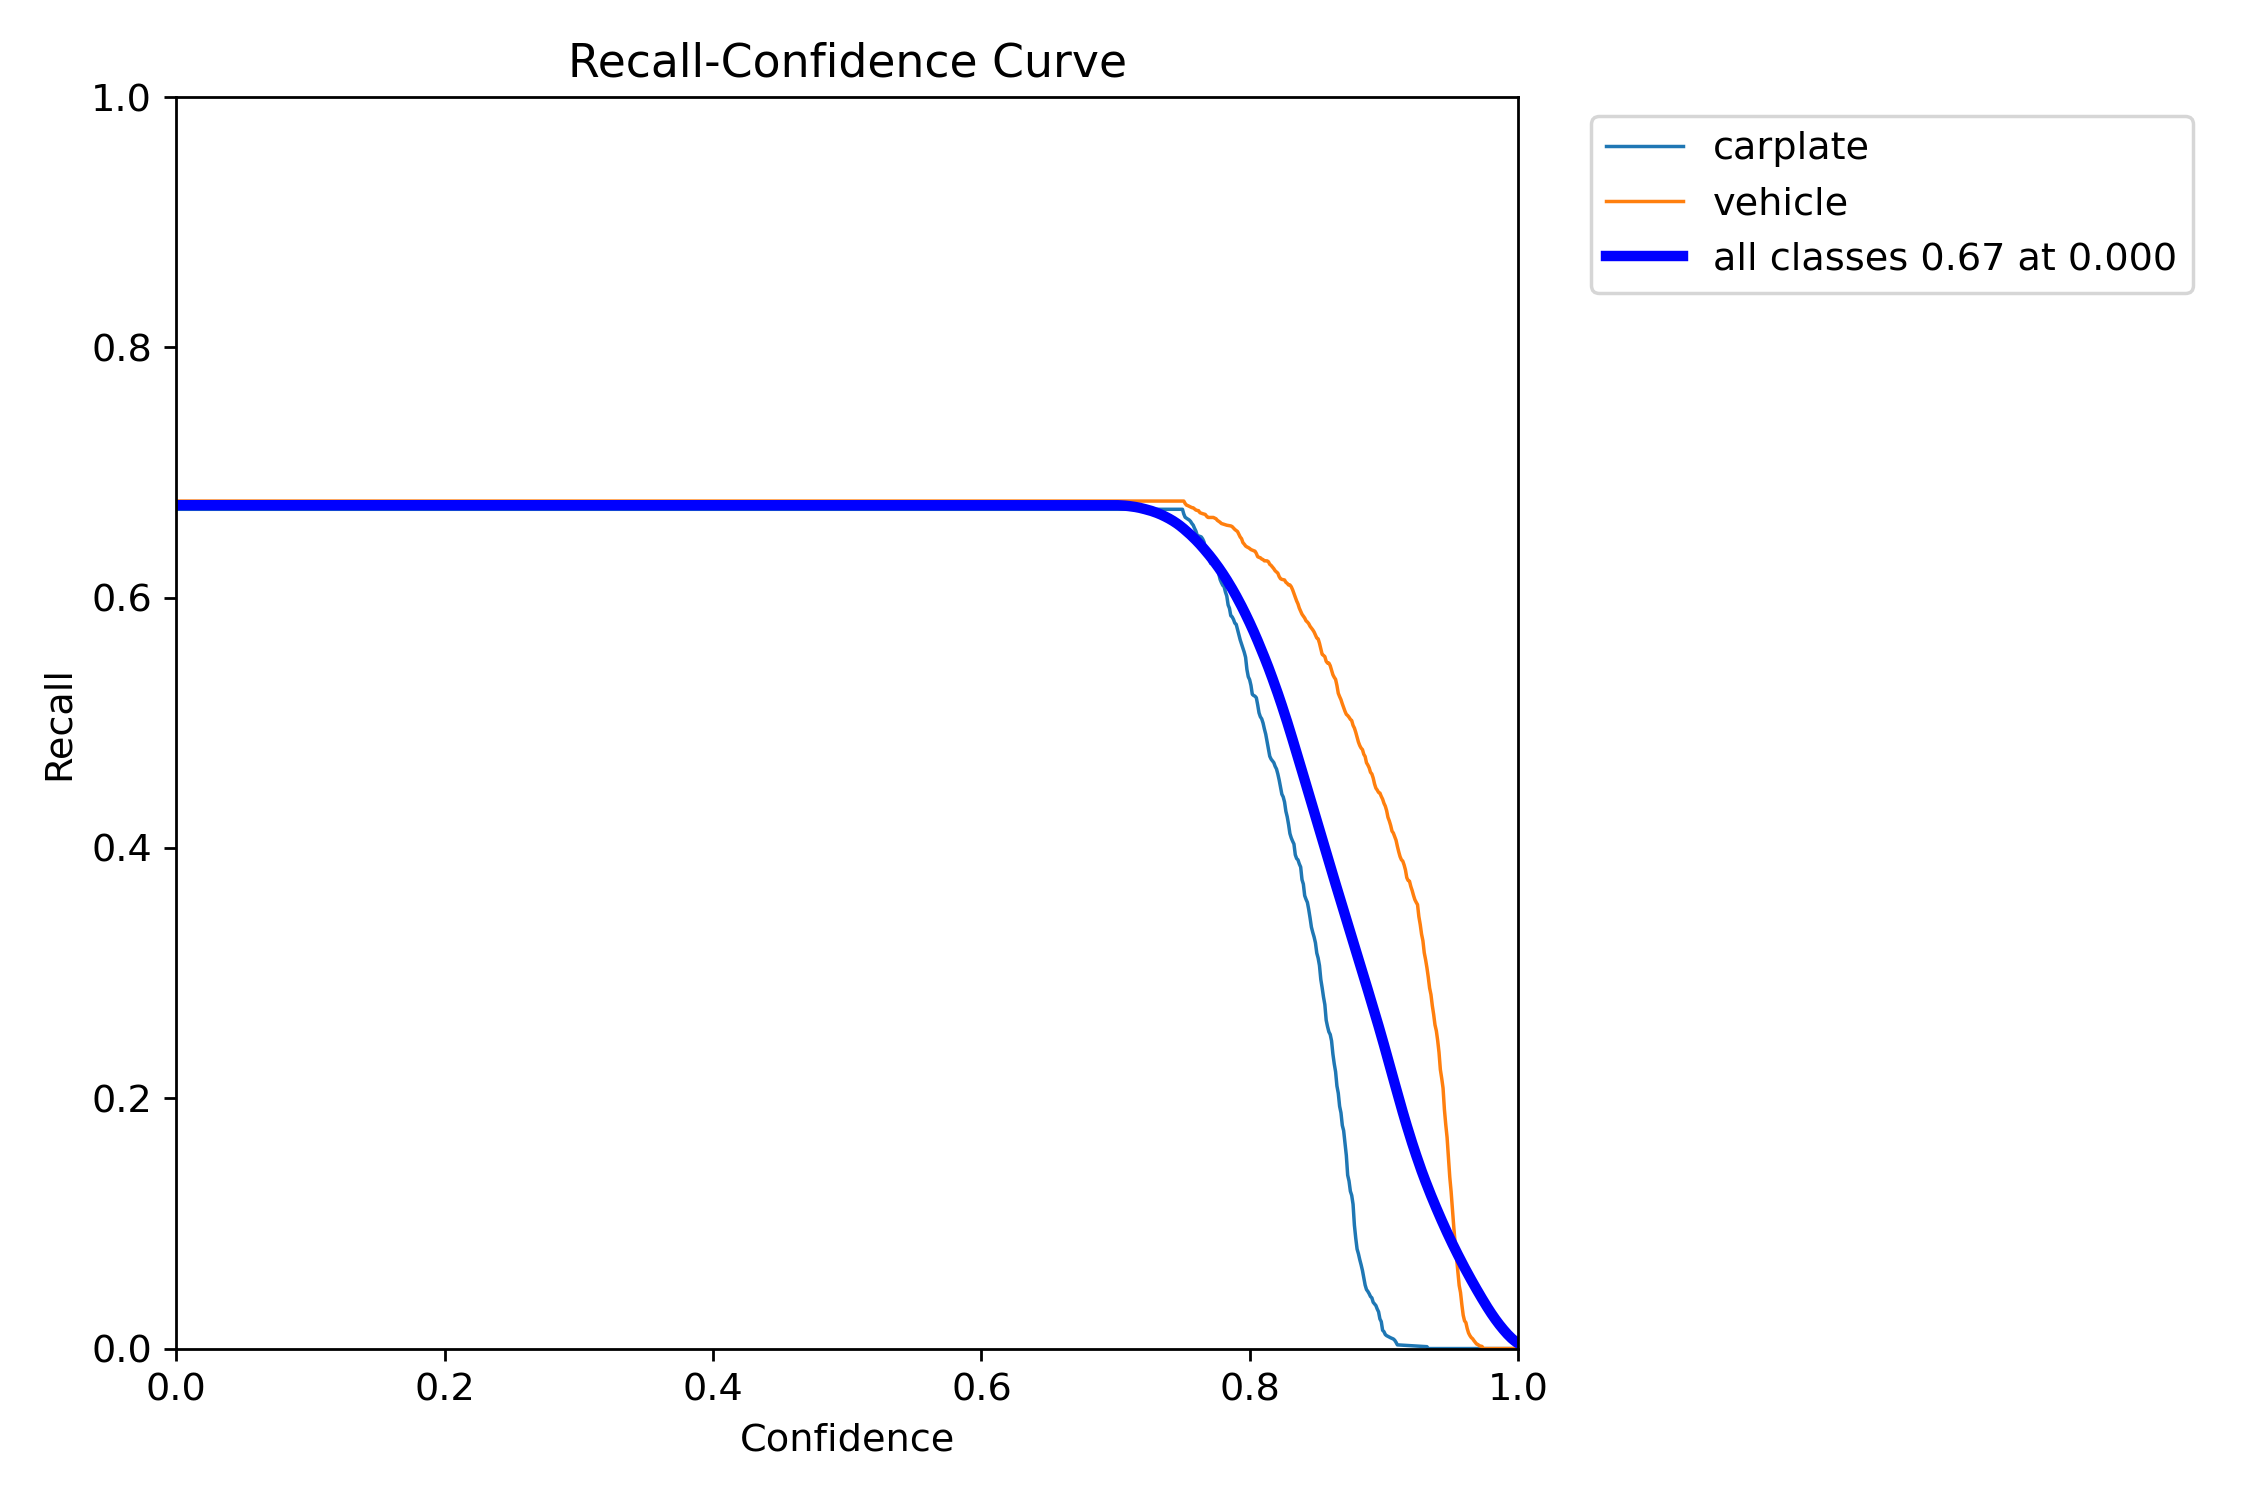 Recall-Confidence Curve
1.0
0.8
0.6
0.4
0.2
0.0
Recall
0.0 0.2 0.4 0.6 0.8 1.0
Confidence
carplate
vehicle
all classes 0.67 at 0.000